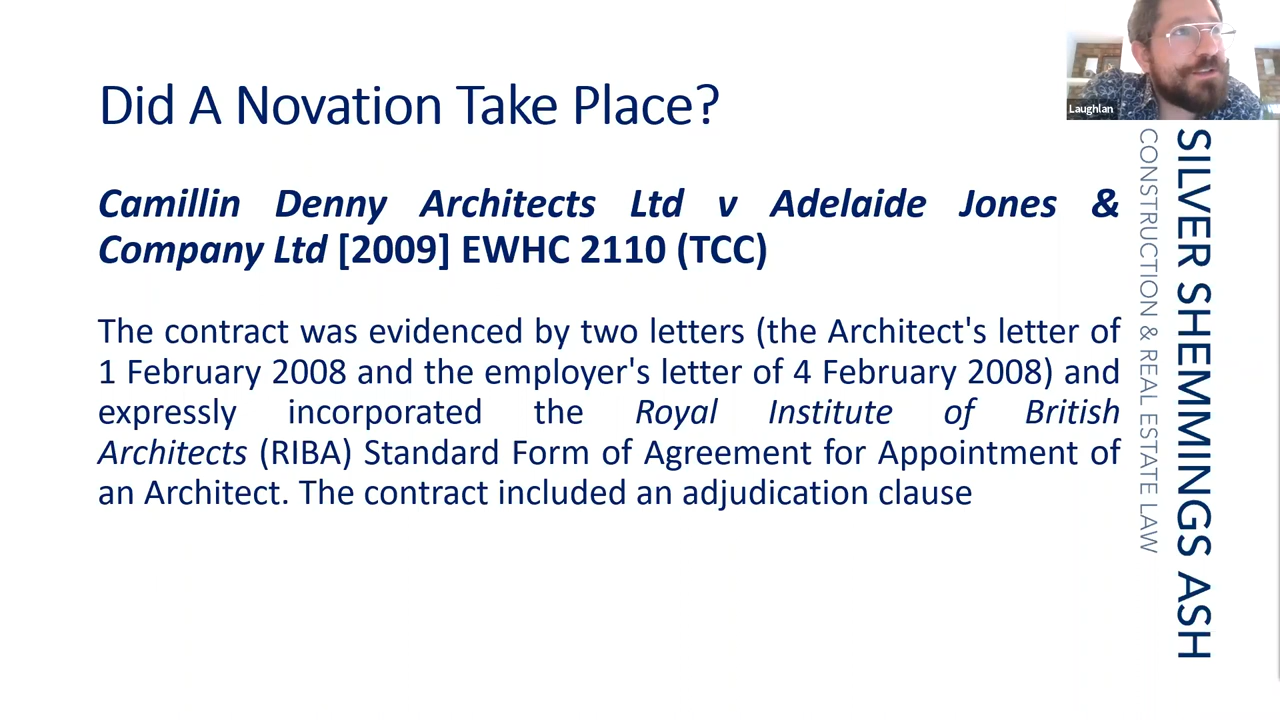 Did A Novation Take Place?
Camillin Denny Architects Ltd v Adelaide Jones &
Company Ltd [2009] EWHC 2110 (TCC)
The contract was evidenced by two letters (the Architect's letter of
1 February 2008 and the employer's letter of 4 February 2008) and
expressly incorporated the Royal Institute of British
Architects (RIBA) Standard Form of Agreement for Appointment of
an Architect. The contract included an adjudication clause
Laughlan
SILVER SHEMMINGS ASH
CONSTRUCTION & REAL ESTATE LAW